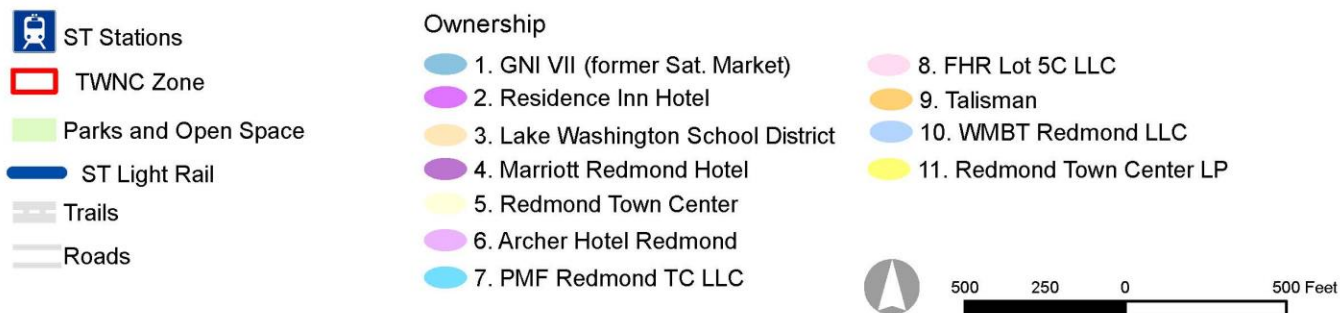 ST Stations
TWNC Zone
Parks and Open Space
ST Light Rail
Trails
Roads
Ownership
1. GNI VII (former Sat. Market)
2. Residence Inn Hotel
3. Lake Washington School District
4. Marriott Redmond Hotel
5. Redmond Town Center
6. Archer Hotel Redmond
7. PMF Redmond TC LLC
8. FHR Lot 5C LLC
9. Talisman
10. WMBT Redmond LLC
11. Redmond Town Center LP
500 250 0 500 Feet